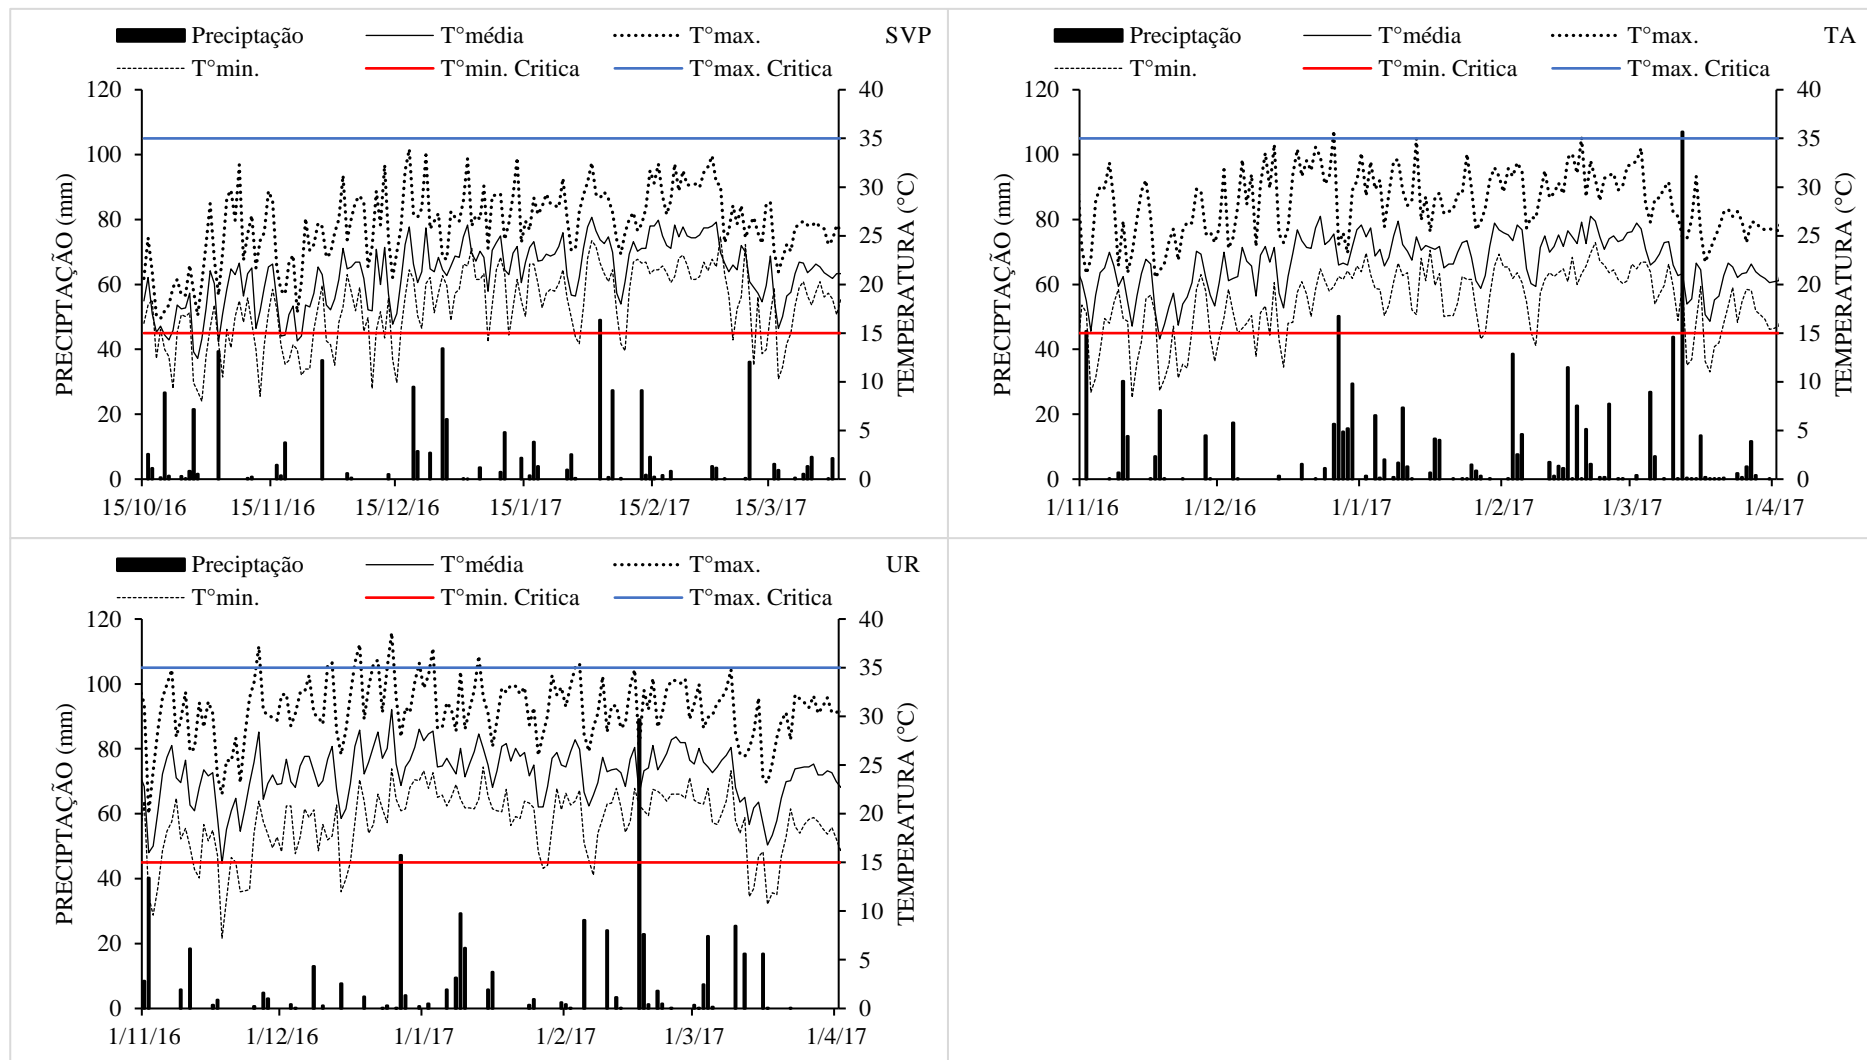 Preciptação T°média T°max. SVP
T°min. T°min. Critica T°max. Critica
120 100 80 60 40 20 0
PRECIPTAÇÃO (mm)
40 35 30 25 20 15 10 5 0
TEMPERATURA (°C)
15/10/16 15/11/16 15/12/16 15/1/17 15/2/17 15/3/17
Preciptação T°média T°max. TA
T°min. T°min. Critica T°max. Critica
120 100 80 60 40 20 0
PRECIPTAÇÃO (mm)
40 35 30 25 20 15 10 5 0
TEMPERATURA (°C)
1/11/16 1/12/16 1/1/17 1/2/17 1/3/17 1/4/17
Preciptação T°média T°max. UR
T°min. T°min. Critica T°max. Critica
120 100 80 60 40 20 0
PRECIPTAÇÃO (mm)
40 35 30 25 20 15 10 5 0
TEMPERATURA (°C)
1/11/16 1/12/16 1/1/17 1/2/17 1/3/17 1/4/17